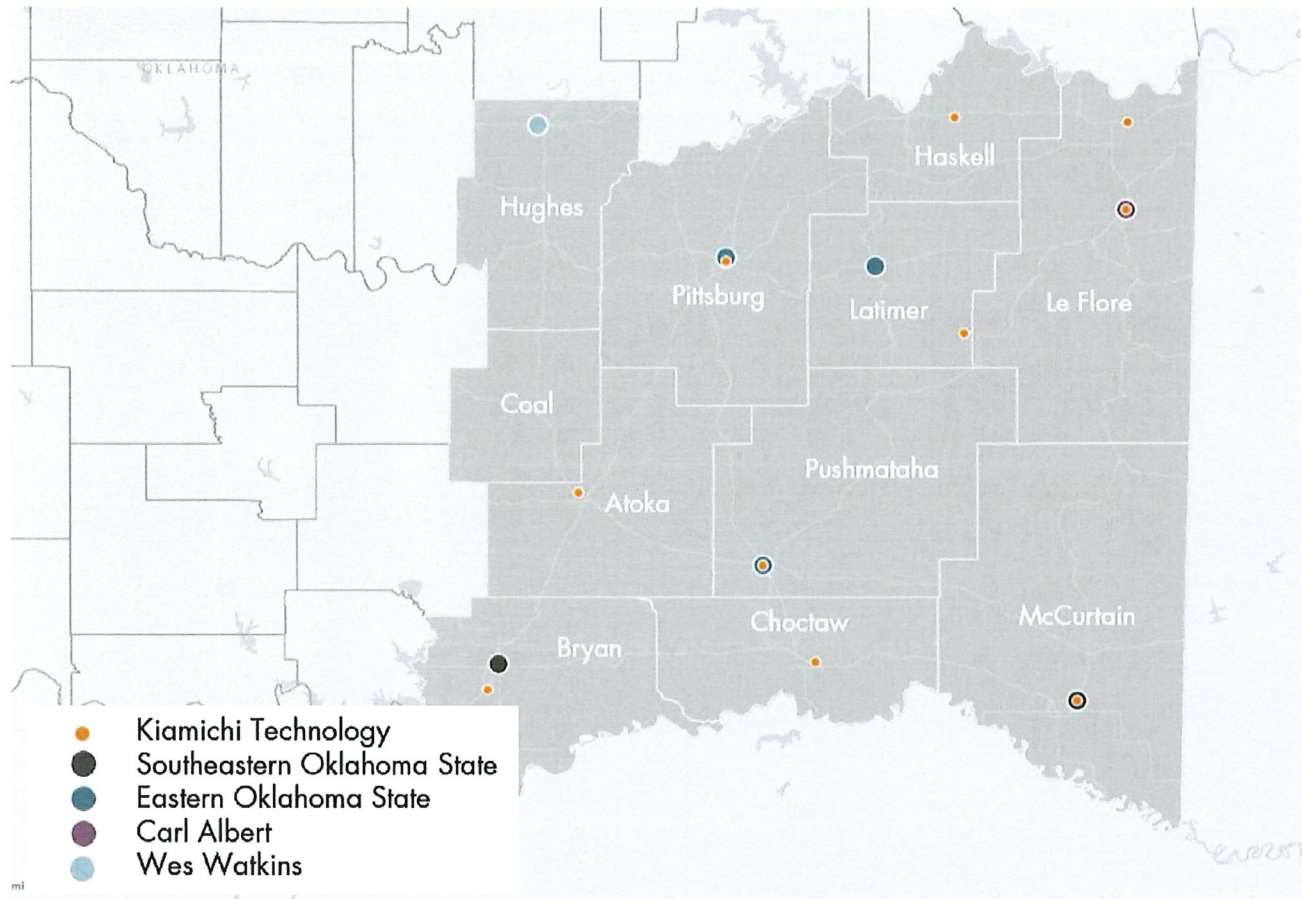 OKLAHOMA
Haskell
Hughes
Pittsburg
Latimer
Le Flore
Coal
Pushmataha
Atoka
Choctaw
McCurtain
Bryan
Kiamichi Technology
Southeastern Oklahoma State
Eastern Oklahoma State
Carl Albert
Wes Watkins
mi